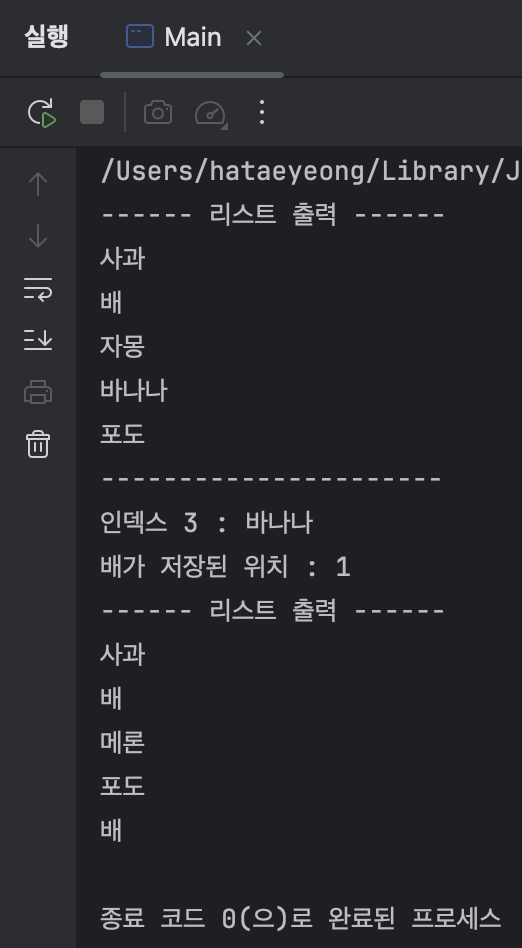 실행 Main
/Users/hataeyeong/Library/J
------ 리스트 출력 ------
사과
배
자몽
바나나
포도
----------------------
인덱스 3 : 바나나
배가 저장된 위치 : 1
------ 리스트 출력 ------
사과
배
메론
포도
배
종료 코드 0(으)로 완료된 프로세스